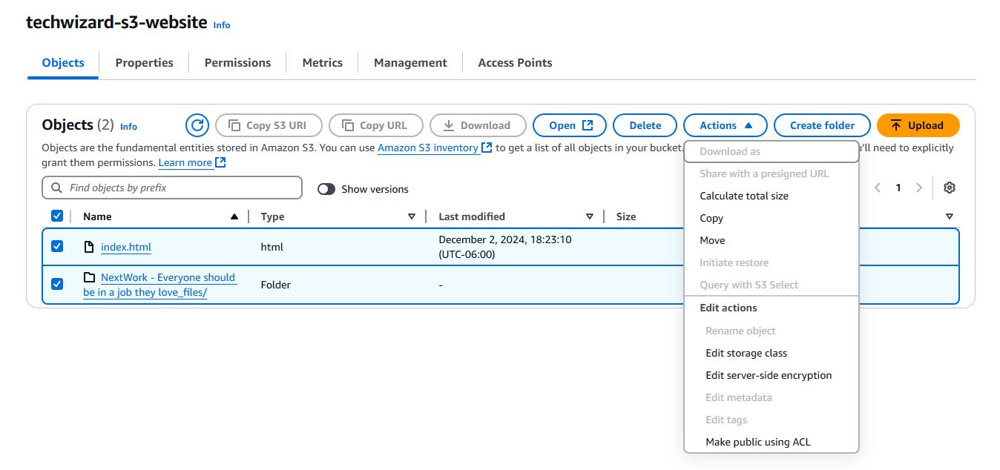 techwizard-s3-website Info
Objects Properties Permissions Metrics Management Access Points
Objects (2) Info Copy S3 URI Copy URL Download Open Delete Actions Create folder Upload
Objects are the fundamental entities stored in Amazon S3. You can use Amazon S3 inventory to get a list of all objects in your bucket. 'll need to explicitly
grant them permissions. Learn more
Find objects by prefix Show versions 1
Name Type Last modified Size
index.html html December 2, 2024, 18:23:10
(UTC-06:00)
NextWork - Everyone should
be in a job they love_files/ Folder -
Download as
Share with a presigned URL
Calculate total size
Copy
Move
Initiate restore
Query with S3 Select
Edit actions
Rename object
Edit storage class
Edit server-side encryption
Edit metadata
Edit tags
Make public using ACL